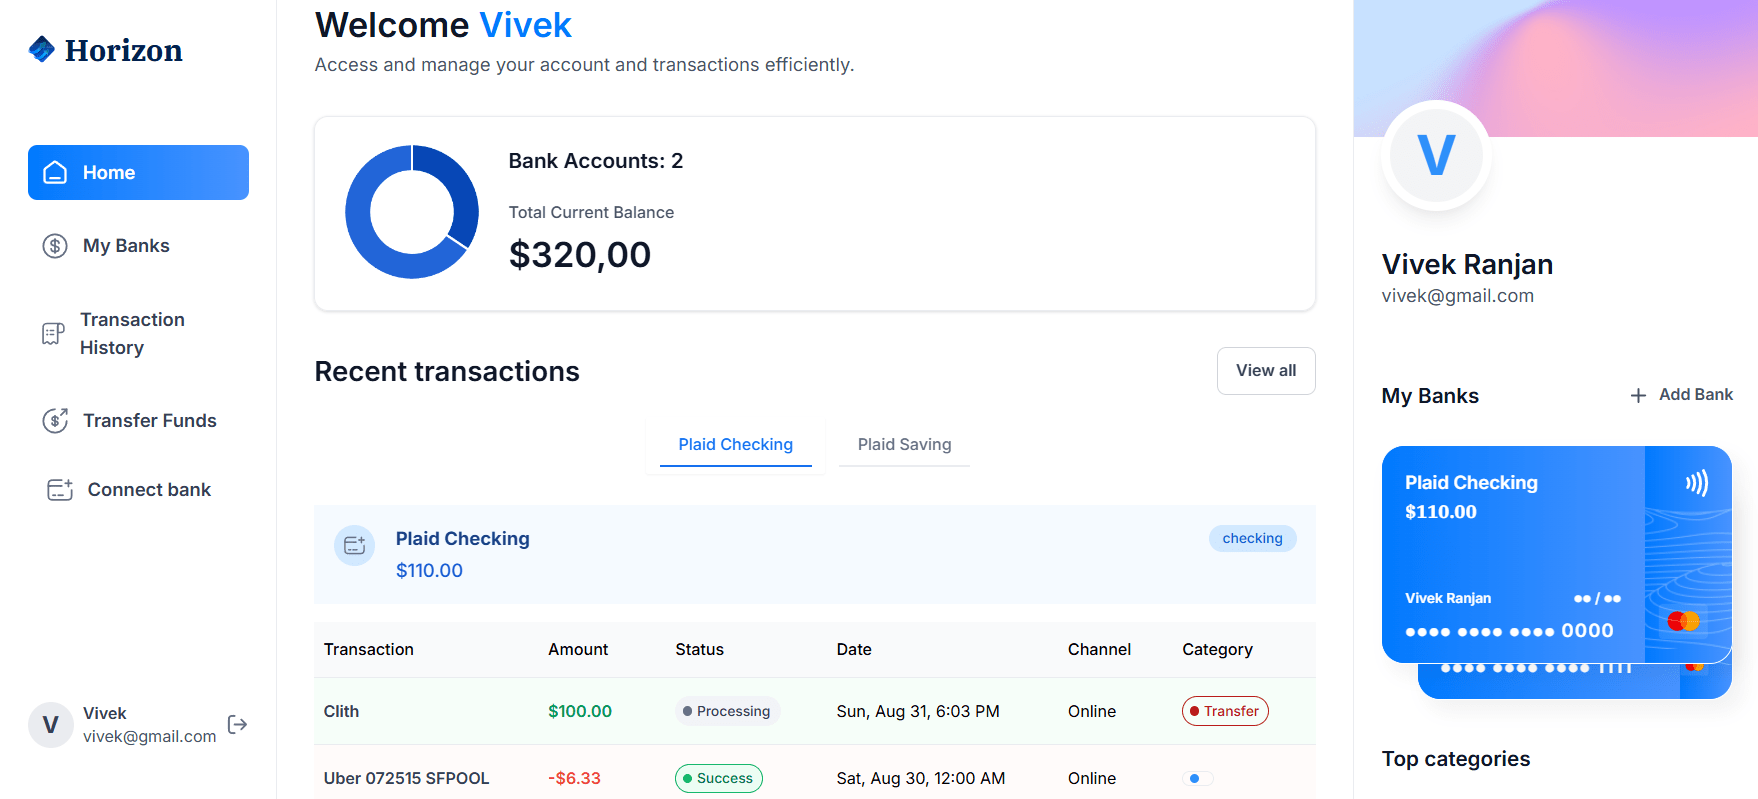 Horizon
Home
My Banks
Transaction
History
Transfer Funds
Connect bank
V
Vivek
vivek@gmail.com
Welcome Vivek
Access and manage your account and transactions efficiently.
Bank Accounts: 2
Total Current Balance
$320,00
Recent transactions
View all
Plaid Checking
Plaid Saving
Plaid Checking
$110.00
checking
Transaction Amount Status Date Channel Category
Clith $100.00 Processing Sun, Aug 31, 6:03 PM Online Transfer
Uber 072515 SFPOOL -$6.33 Success Sat, Aug 30, 12:00 AM Online
V
Vivek Ranjan
vivek@gmail.com
My Banks
+ Add Bank
Plaid Checking
$110.00
Vivek Ranjan ●● / ●●
●●●● ●●●● ●●●● 0000
●●●● ●●●● ●●●●
Top categories